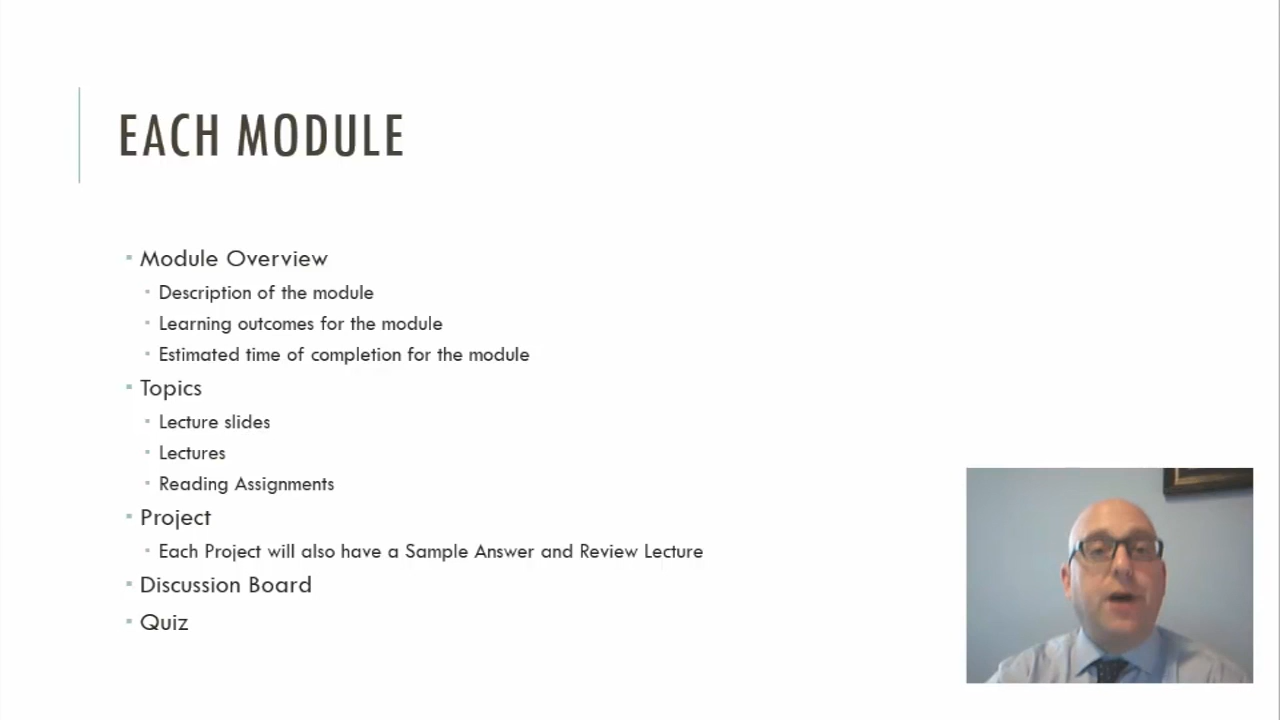 EACH MODULE
Module Overview
Description of the module
Learning outcomes for the module
Estimated time of completion for the module
Topics
Lecture slides
Lectures
Reading Assignments
Project
Each Project will also have a Sample Answer and Review Lecture
Discussion Board
Quiz